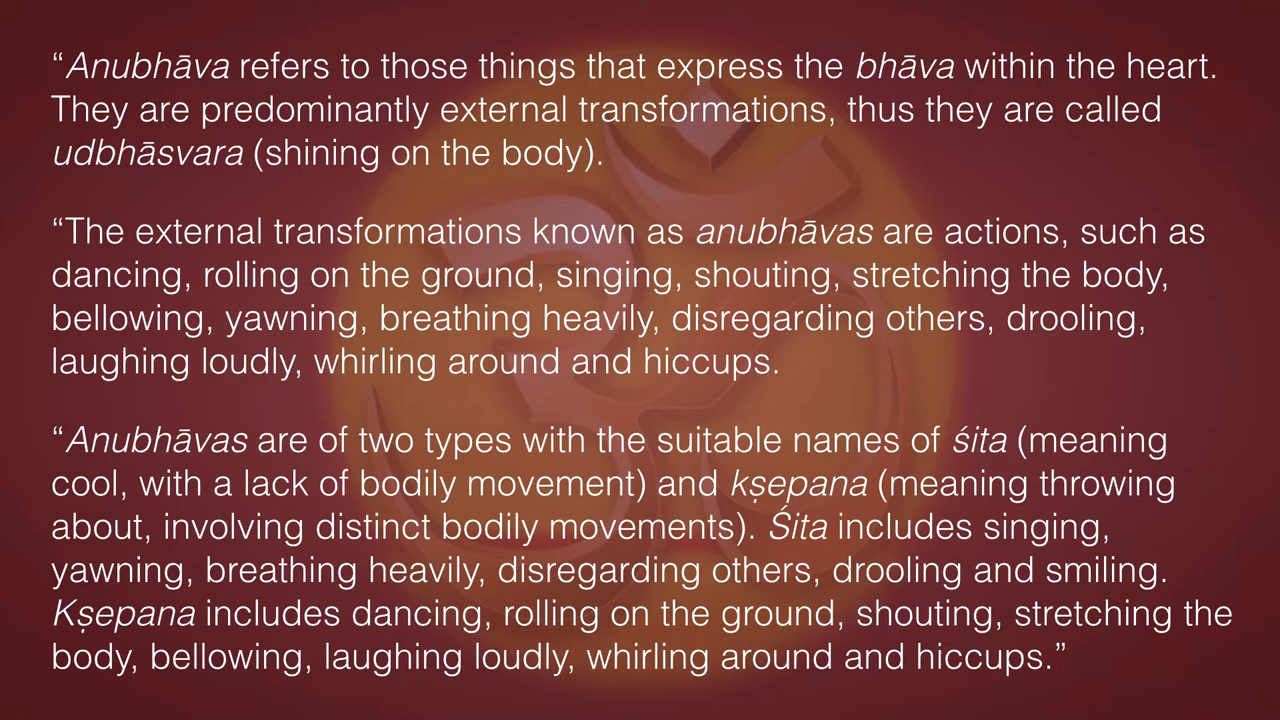 “Anubhāva refers to those things that express the bhāva within the heart.
They are predominantly external transformations, thus they are called
udbhāsvara (shining on the body).
“The external transformations known as anubhāvas are actions, such as
dancing, rolling on the ground, singing, shouting, stretching the body,
bellowing, yawning, breathing heavily, disregarding others, drooling,
laughing loudly, whirling around and hiccups.
“Anubhāvas are of two types with the suitable names of śita (meaning
cool, with a lack of bodily movement) and kṣepana (meaning throwing
about, involving distinct bodily movements). Śita includes singing,
yawning, breathing heavily, disregarding others, drooling and smiling.
Kṣepana includes dancing, rolling on the ground, shouting, stretching the
body, bellowing, laughing loudly, whirling around and hiccups.”
ॐ